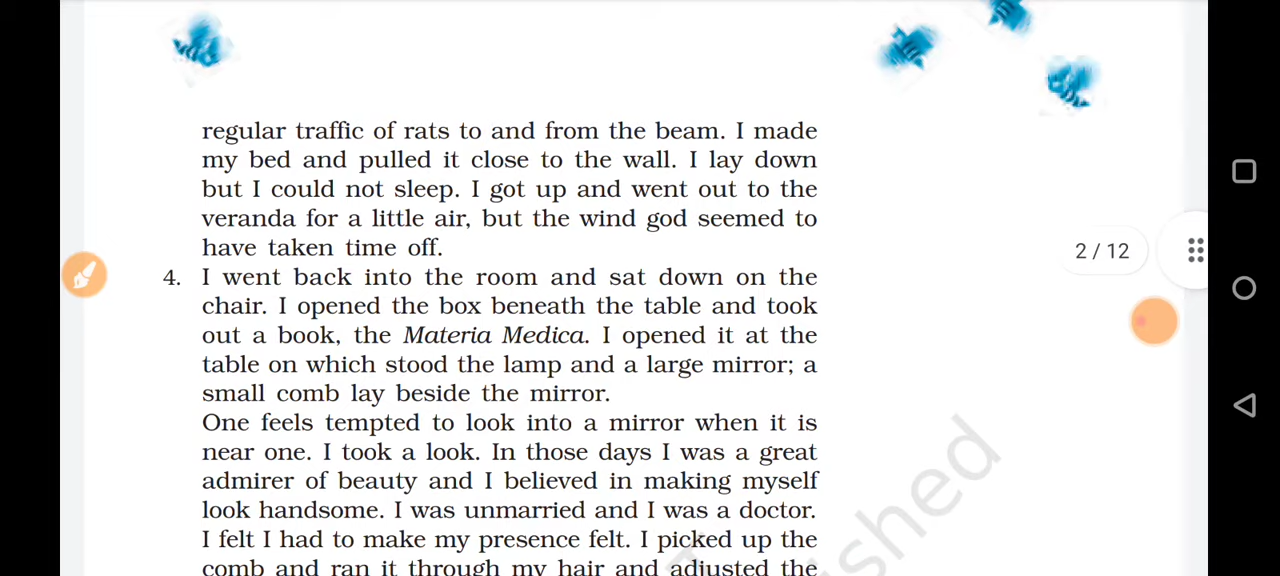 regular traffic of rats to and from the beam. I made
my bed and pulled it close to the wall. I lay down
but I could not sleep. I got up and went out to the
veranda for a little air, but the wind god seemed to
have taken time off.
4. I went back into the room and sat down on the
chair. I opened the box beneath the table and took
out a book, the Materia Medica. I opened it at the
table on which stood the lamp and a large mirror; a
small comb lay beside the mirror.
One feels tempted to look into a mirror when it is
near one. I took a look. In those days I was a great
admirer of beauty and I believed in making myself
look handsome. I was unmarried and I was a doctor.
I felt I had to make my presence felt. I picked up the
comb and ran it through my hair and adjusted the
2 / 12